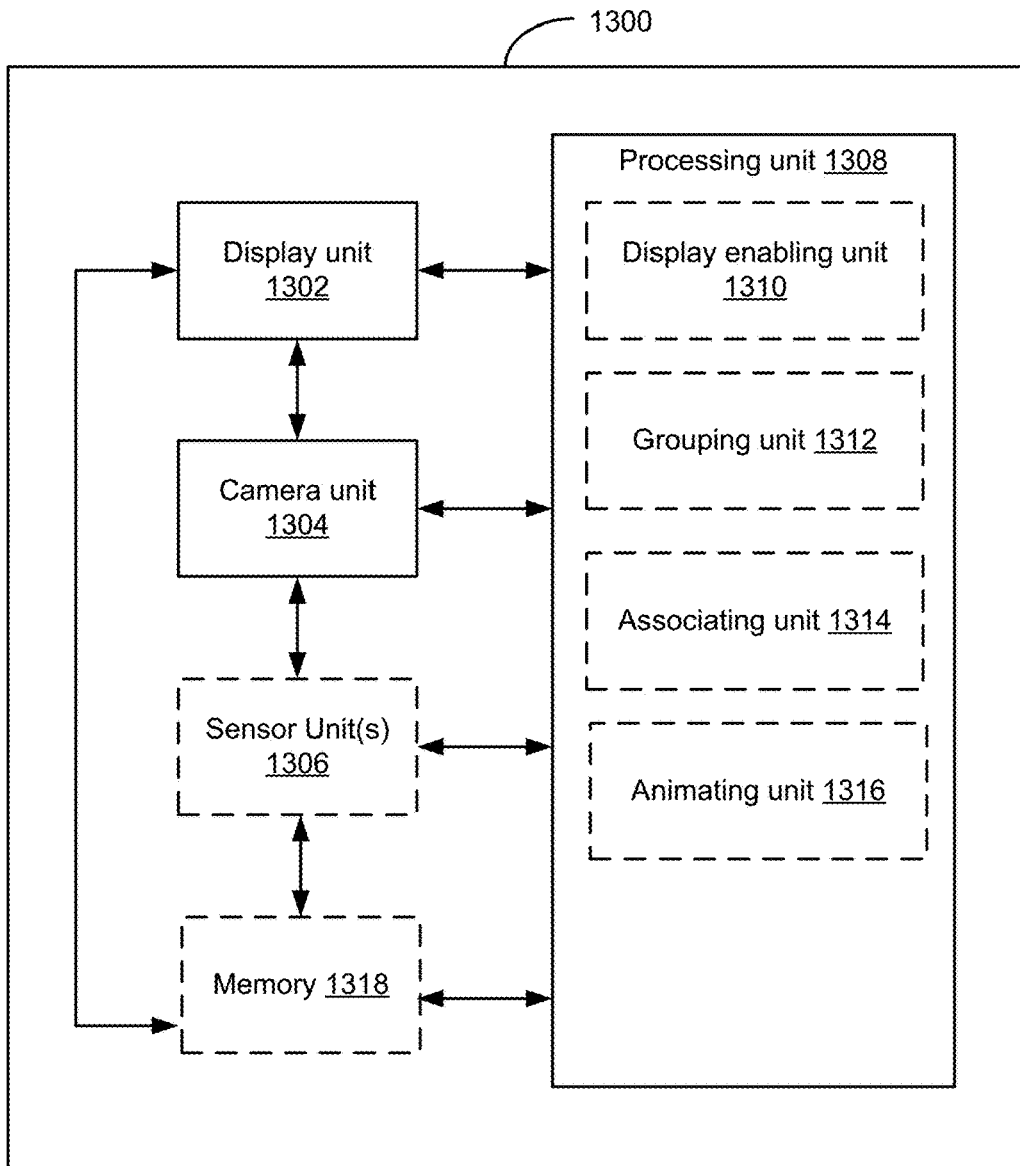 1300
Processing unit 1308
Display unit
1302
Display enabling unit
1310
Camera unit
1304
Grouping unit 1312
Associating unit 1314
Sensor Unit(s)
1306
Animating unit 1316
Memory 1318